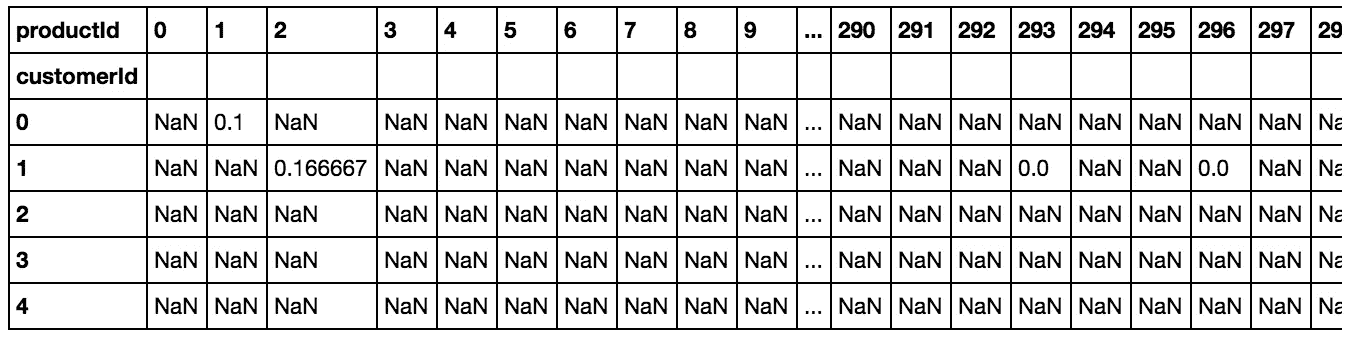 productId 0 1 2 3 4 5 6 7 8 9 ... 290 291 292 293 294 295 296 297 29
customerId
0 NaN 0.1 NaN NaN NaN NaN NaN NaN NaN NaN ... NaN NaN NaN NaN NaN NaN NaN NaN Na
1 NaN NaN 0.166667 NaN NaN NaN NaN NaN NaN NaN ... NaN NaN NaN 0.0 NaN NaN 0.0 NaN Na
2 NaN NaN NaN NaN NaN NaN NaN NaN NaN NaN ... NaN NaN NaN NaN NaN NaN NaN NaN Na
3 NaN NaN NaN NaN NaN NaN NaN NaN NaN NaN ... NaN NaN NaN NaN NaN NaN NaN NaN Na
4 NaN NaN NaN NaN NaN NaN NaN NaN NaN NaN ... NaN NaN NaN NaN NaN NaN NaN NaN Na